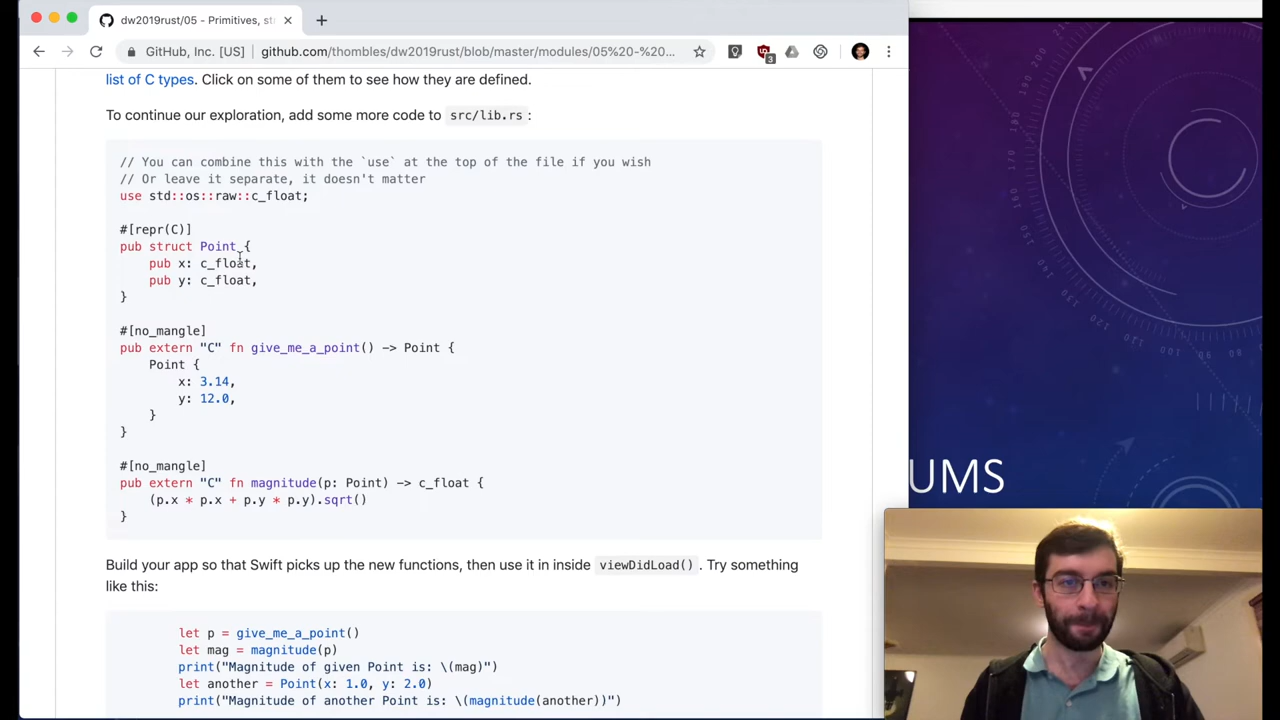 dw2019rust/05 - Primitives, st
GitHub, Inc. [US]
github.com/thombles/dw2019rust/blob/master/modules/05%20-%20...
3
list of C types. Click on some of them to see how they are defined.
To continue our exploration, add some more code to src/lib.rs :
// You can combine this with the `use` at the top of the file if you wish
// Or leave it separate, it doesn't matter
use std::os::raw::c_float;
#[repr(C)]
pub struct Point {
pub x: c_float,
pub y: c_float,
}
#[no_mangle]
pub extern "C" fn give_me_a_point() -> Point {
Point {
x: 3.14,
y: 12.0,
}
}
#[no_mangle]
pub extern "C" fn magnitude(p: Point) -> c_float {
(p.x * p.x + p.y * p.y).sqrt()
}
Build your app so that Swift picks up the new functions, then use it in inside viewDidLoad() . Try something
like this:
let p = give_me_a_point()
let mag = magnitude(p)
print("Magnitude of given Point is: \(mag)")
let another = Point(x: 1.0, y: 2.0)
print("Magnitude of another Point is: \(magnitude(another))")
UMS